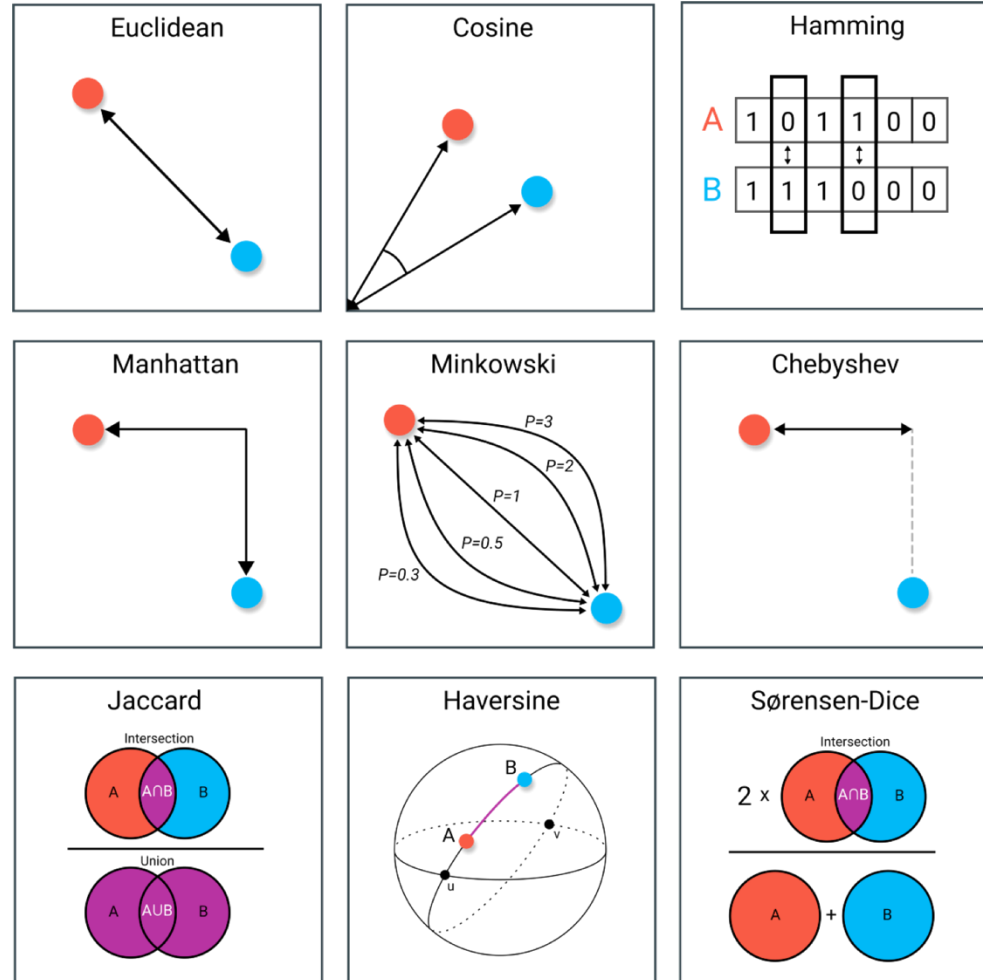 Euclidean
Cosine
Hamming
A 1 0 1 1 0 0
B 1 1 1 0 0 0
Manhattan
Minkowski
P=3
P=2
P=1
P=0.5
P=0.3
Chebyshev
Jaccard
Intersection
A A∩B B
Union
A A∪B B
Haversine
B
A
v
u
Sørensen-Dice
Intersection
2 x A A∩B B
A + B